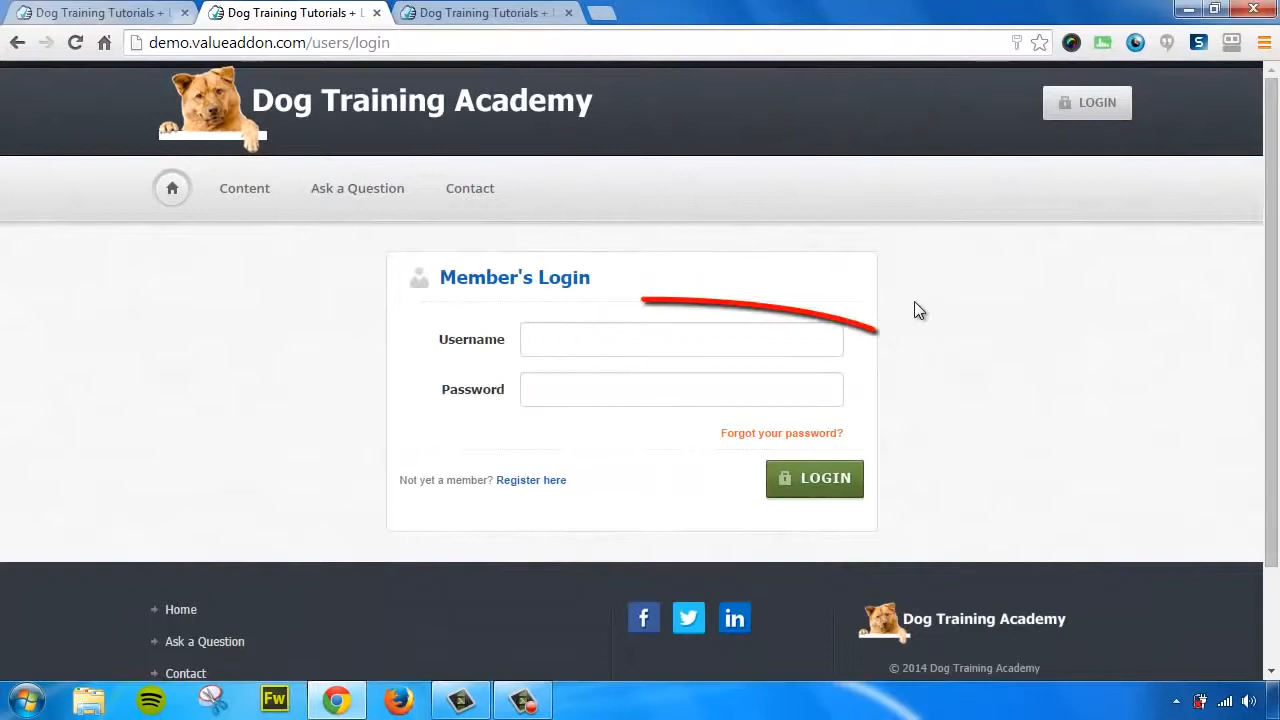 Dog Training Tutorials + L
Dog Training Tutorials + L
Dog Training Tutorials + L
demo.valueaddon.com/users/login
S
Dog Training Academy
LOGIN
Content
Ask a Question
Contact
Member's Login
Username
Password
Forgot your password?
Not yet a member? Register here
LOGIN
Home
Ask a Question
Contact
f
in
Dog Training Academy
© 2014 Dog Training Academy
Fw